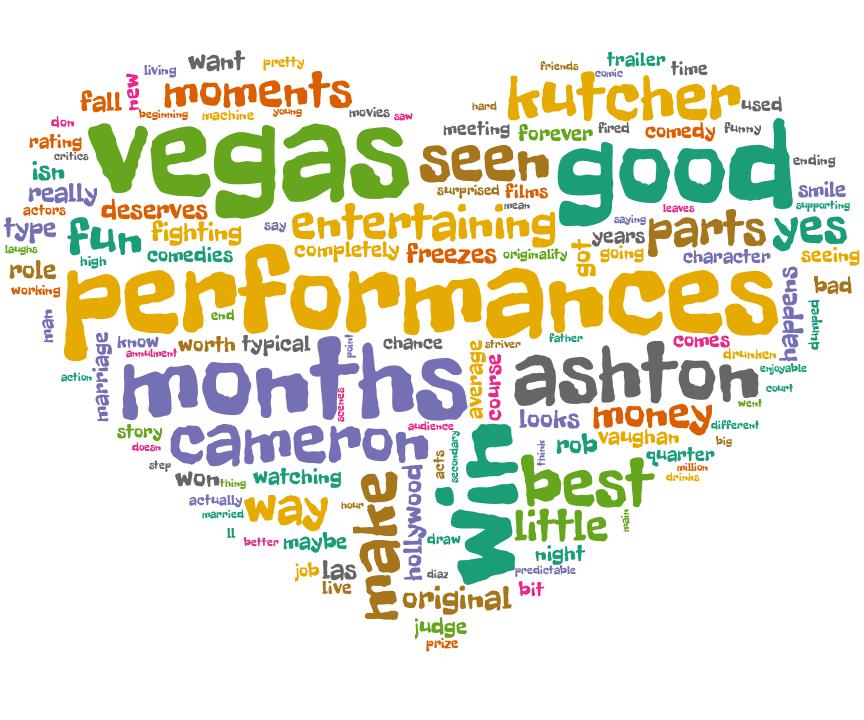 want
living
pretty
friends
trailer
comic
time
fall
new
moments
hard
kutcher
used
don
beginning
machine
young
movies
saw
meeting
forever
fired
comedy
funny
rating
critics
vegas
seen
good
ending
isn
really
surprised
films
smile
actors
deserves
mean
leaves
supporting
type
fun
fighting
say
entertaining
saying
years
parts
yes
laughs
high
comedies
completely
freezes
originality
got
going
character
seeing
role
working
performances
happens
bad
man
end
dumped
marriage
know
annulment
worth
typical
point
chance
average
striver
course
father
comes
drunken
enjoyable
action
months
scenes
ashton
court
went
story
doesn
cameron
audience
looks
money
different
step
won
thing
watching
acts
secondary
win
think
rob
vaughan
big
quarter
million
drinks
actually
married
way
hour
make
hollywood
best
little
main
ll
better
maybe
draw
night
job
las
live
diaz
predictable
original
bit
judge
prize